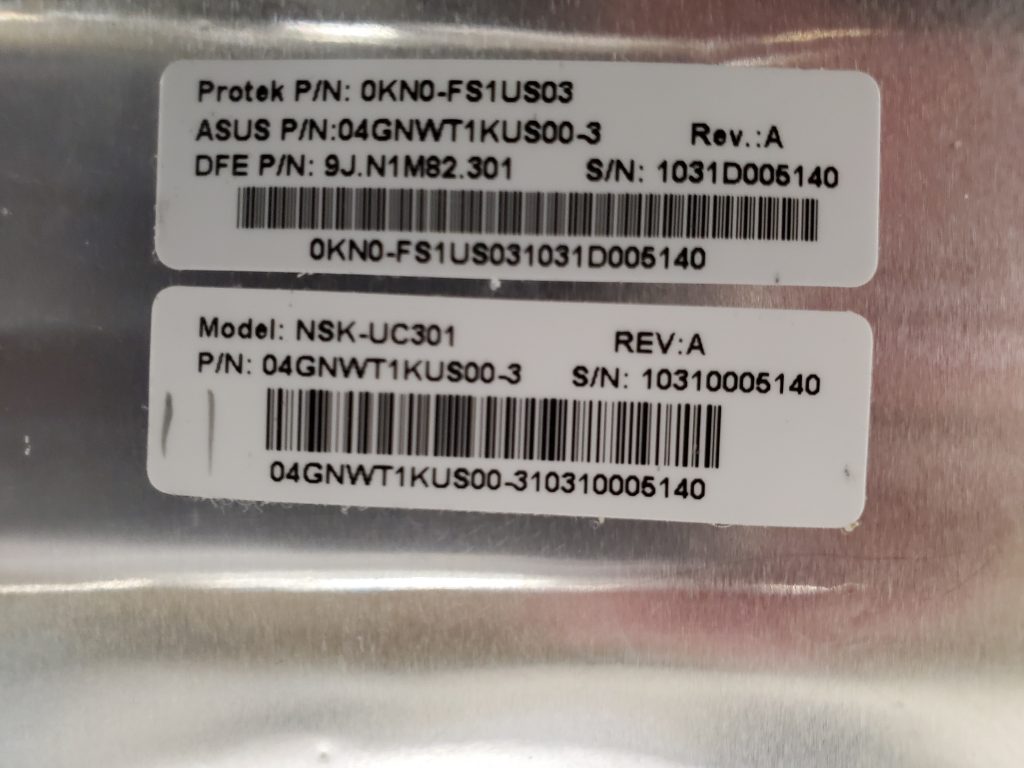 Protek P/N: 0KN0-FS1US03
ASUS P/N:04GNWT1KUS00-3 Rev.:A
DFE P/N: 9J.N1M82.301 S/N: 1031D005140
0KN0-FS1US031031D005140
Model: NSK-UC301 REV:A
P/N: 04GNWT1KUS00-3 S/N: 10310005140
04GNWT1KUS00-310310005140